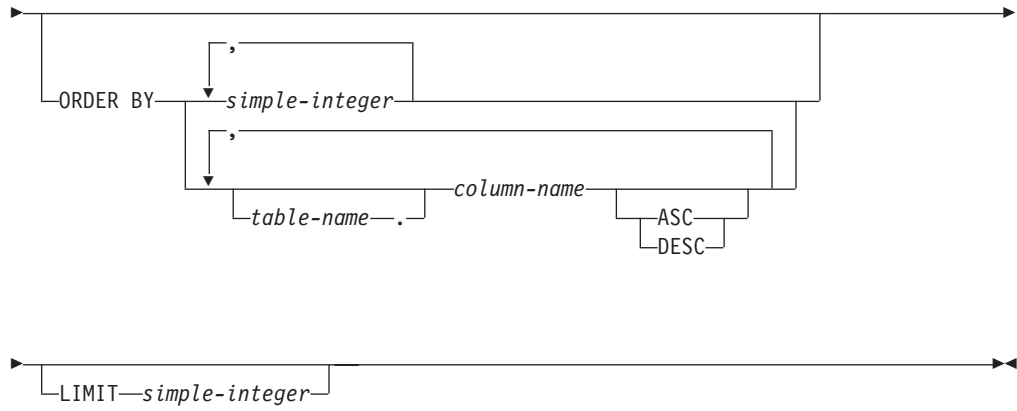 ,
ORDER BY simple-integer
,
column-name
table-name . ASC
DESC
LIMIT simple-integer